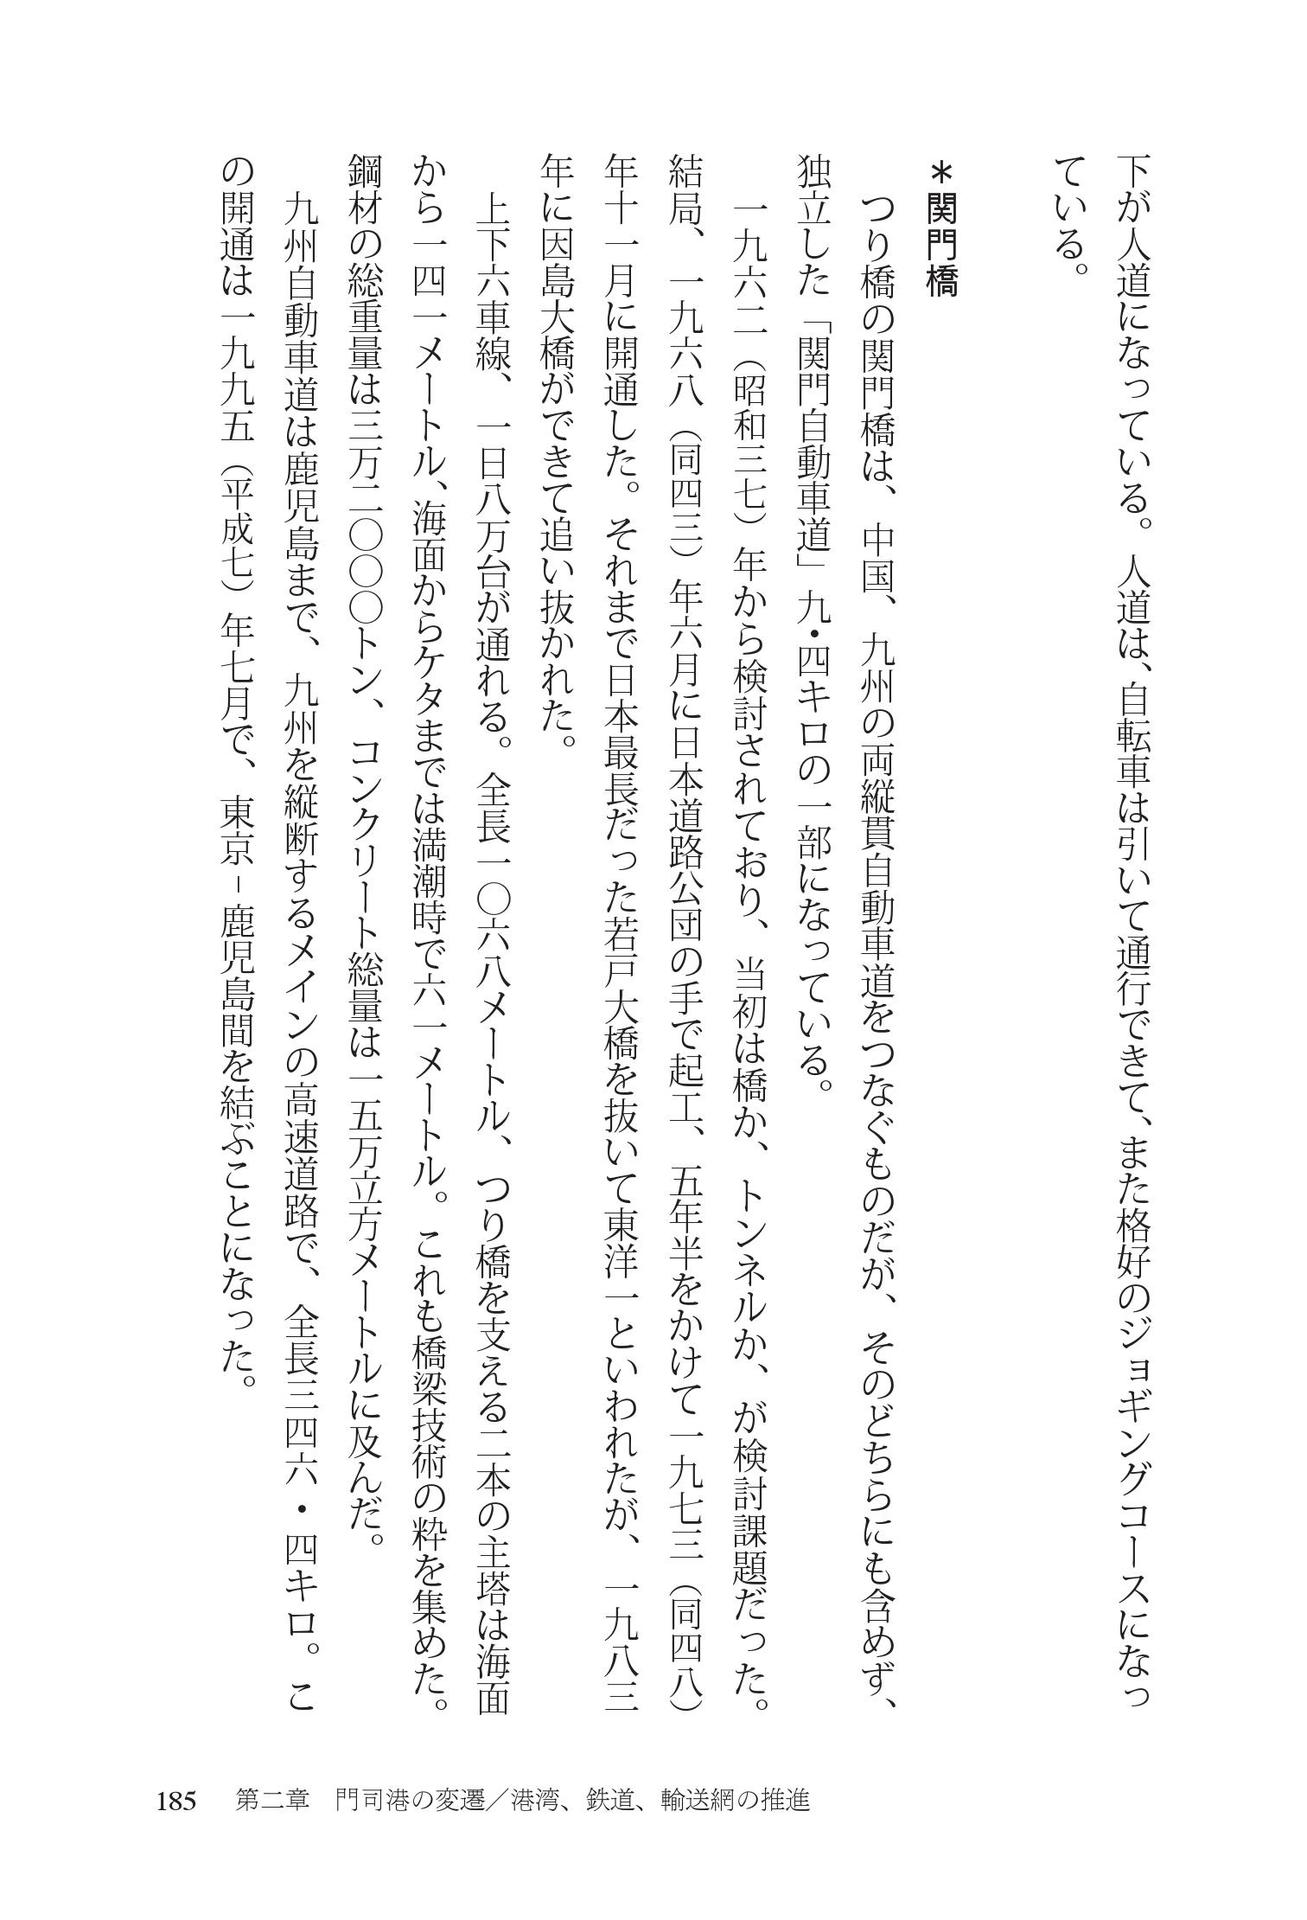 下が人道になっている。人道は、自転車は引いて通行できて、また格好のジョギングコースになっ
ている。
＊関門橋
つり橋の関門橋は、中国、九州の両縦貫自動車道をつなぐものだが、そのどちらにも含めず、
独立した「関門自動車道」九・四キロの一部になっている。
一九六二（昭和三七）年から検討されており、当初は橋か、トンネルか、が検討課題だった。
結局、一九六八（同四三）年六月に日本道路公団の手で起工、五年半をかけて一九七三（同四八）
年十一月に開通した。それまで日本最長だった若戸大橋を抜いて東洋一といわれたが、一九八三
年に因島大橋ができて追い抜かれた。
上下六車線、一日八万台が通れる。全長一〇六八メートル、つり橋を支える二本の主塔は海面
から一四一メートル、海面からケタまでは満潮時で六一メートル。これも橋梁技術の粋を集めた。
鋼材の総重量は三万二〇〇〇トン、コンクリート総量は一五万立方メートルに及んだ。
九州自動車道は鹿児島まで、九州を縦断するメインの高速道路で、全長三四六・四キロ。こ
の開通は一九九五（平成七）年七月で、東京－鹿児島間を結ぶことになった。
185　第二章　門司港の変遷／港湾、鉄道、輸送網の推進